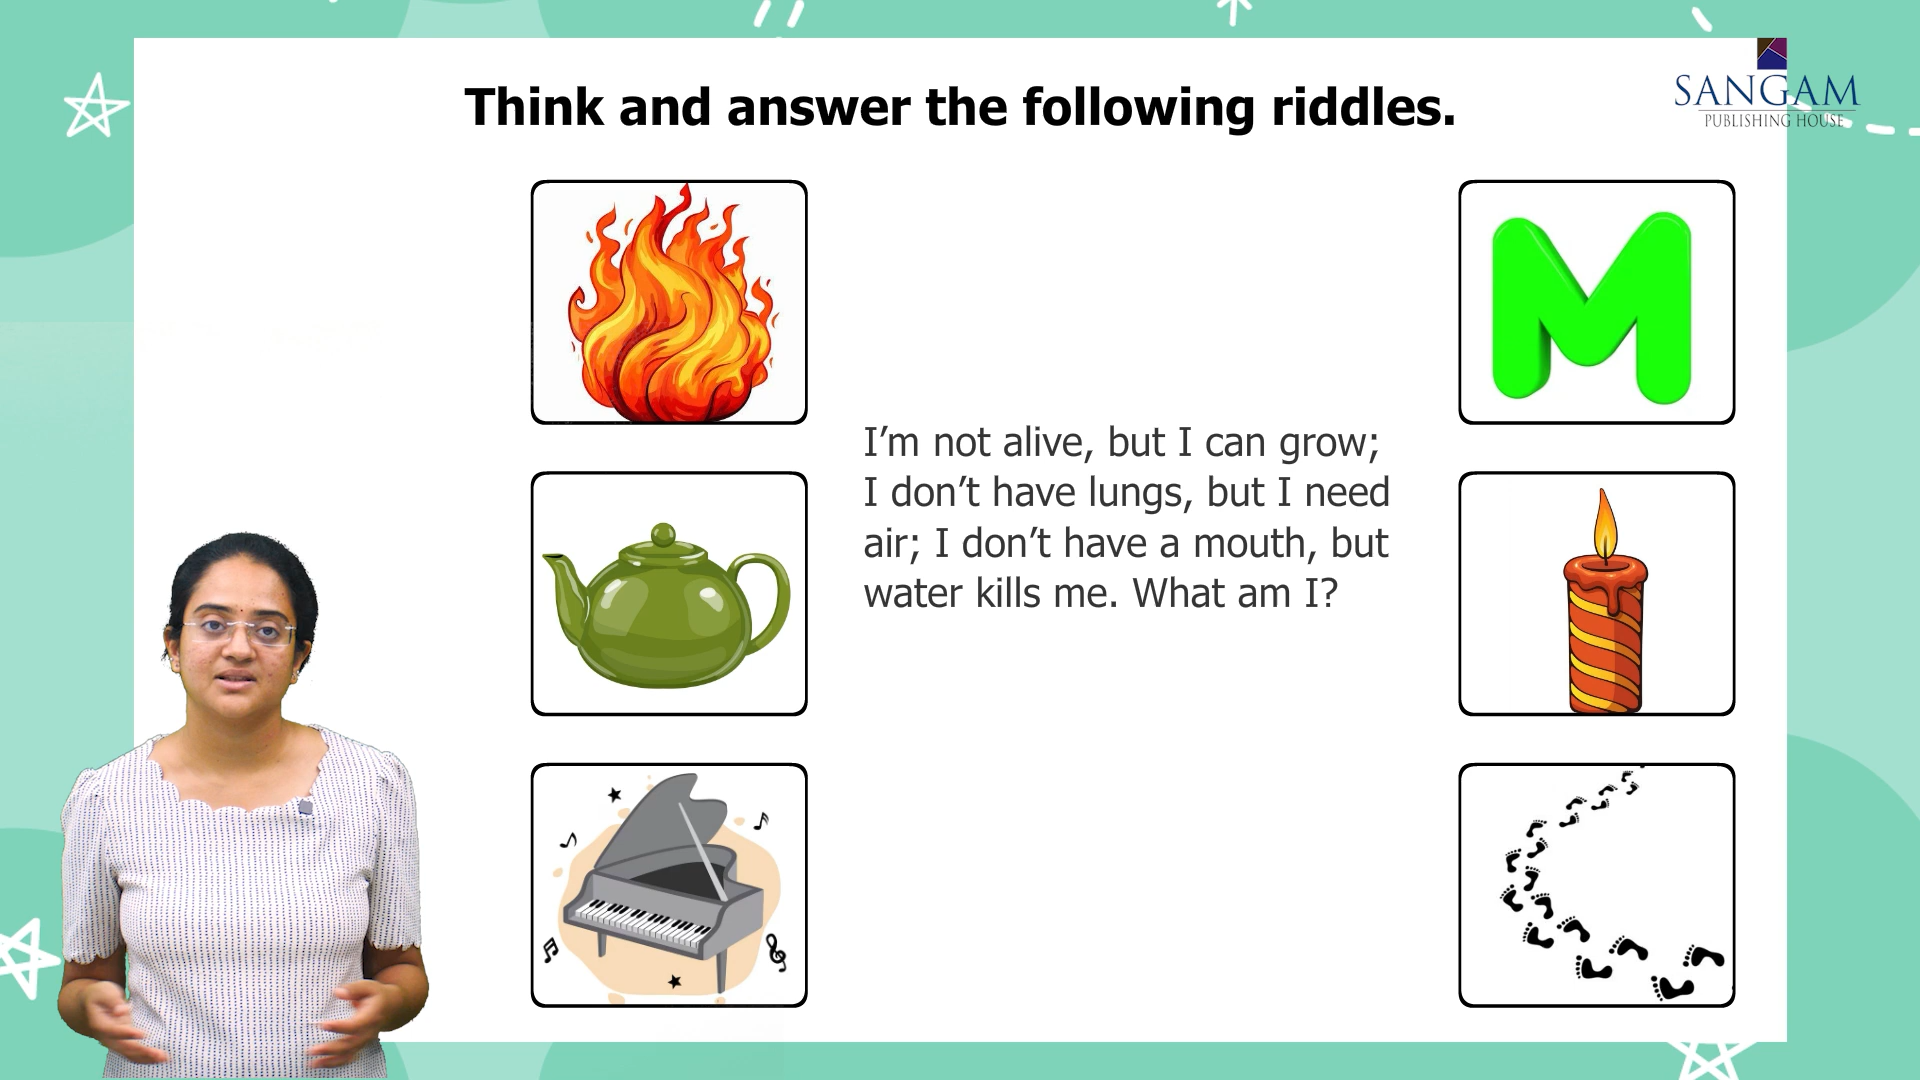 Think and answer the following riddles.
SANGAM
PUBLISHING HOUSE
M
I’m not alive, but I can grow;
I don’t have lungs, but I need
air; I don’t have a mouth, but
water kills me. What am I?